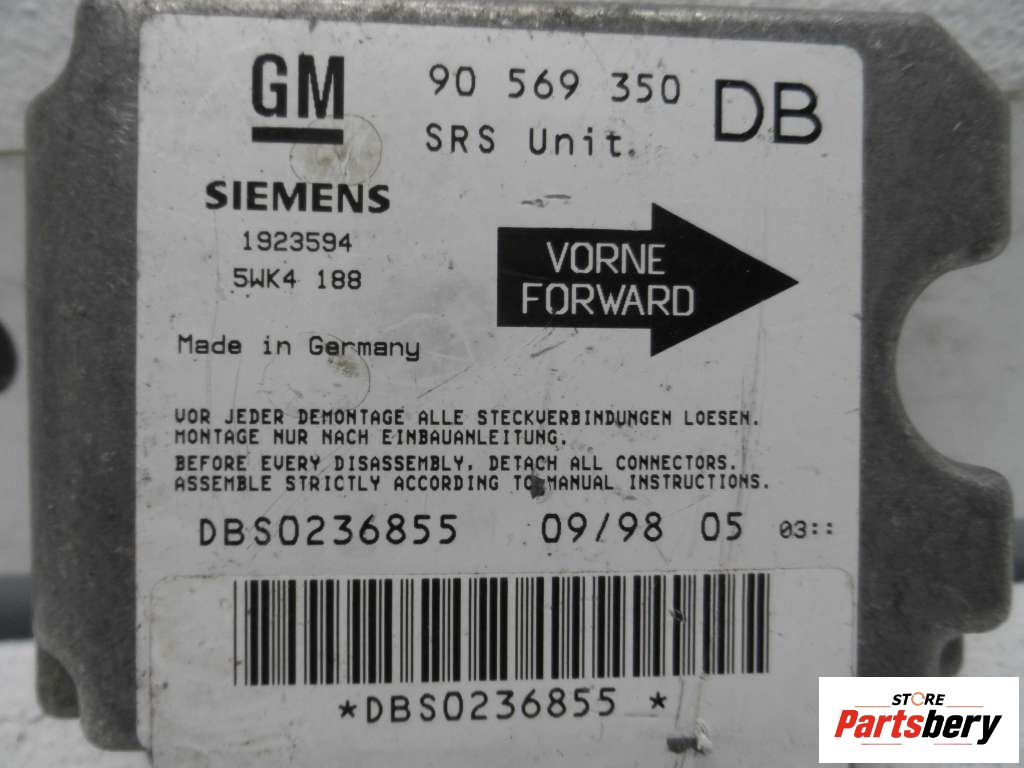 GM
90 569 350 DB
SRS Unit.
SIEMENS
1923594
5WK4 188
VORNE
FORWARD
Made in Germany
VOR JEDER DEMONTAGE ALLE STECKVERBINDUNGEN LOESEN.
MONTAGE NUR NACH EINBAUANLEITUNG.
BEFORE EVERY DISASSEMBLY, DETACH ALL CONNECTORS.
ASSEMBLE STRICTLY ACCORDING TO MANUAL INSTRUCTIONS.
DBS0236855 09/98 05 03::
*DBS0236855 *
STORE
Partsbery